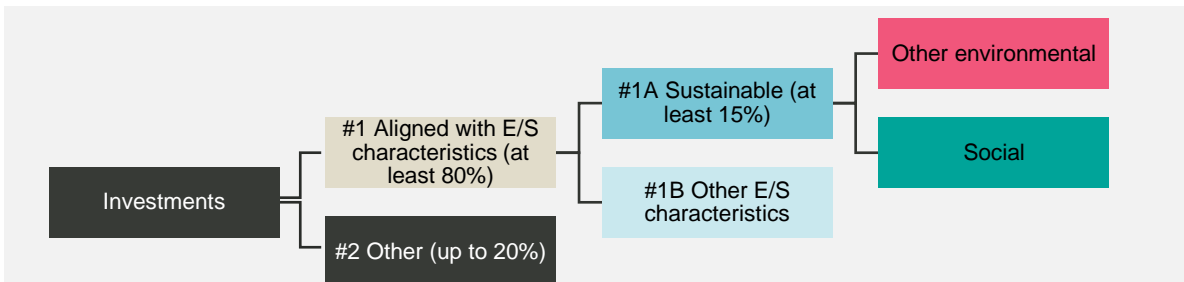 Investments
#1 Aligned with E/S
characteristics (at
least 80%)
#2 Other (up to 20%)
#1A Sustainable (at
least 15%)
#1B Other E/S
characteristics
Other environmental
Social